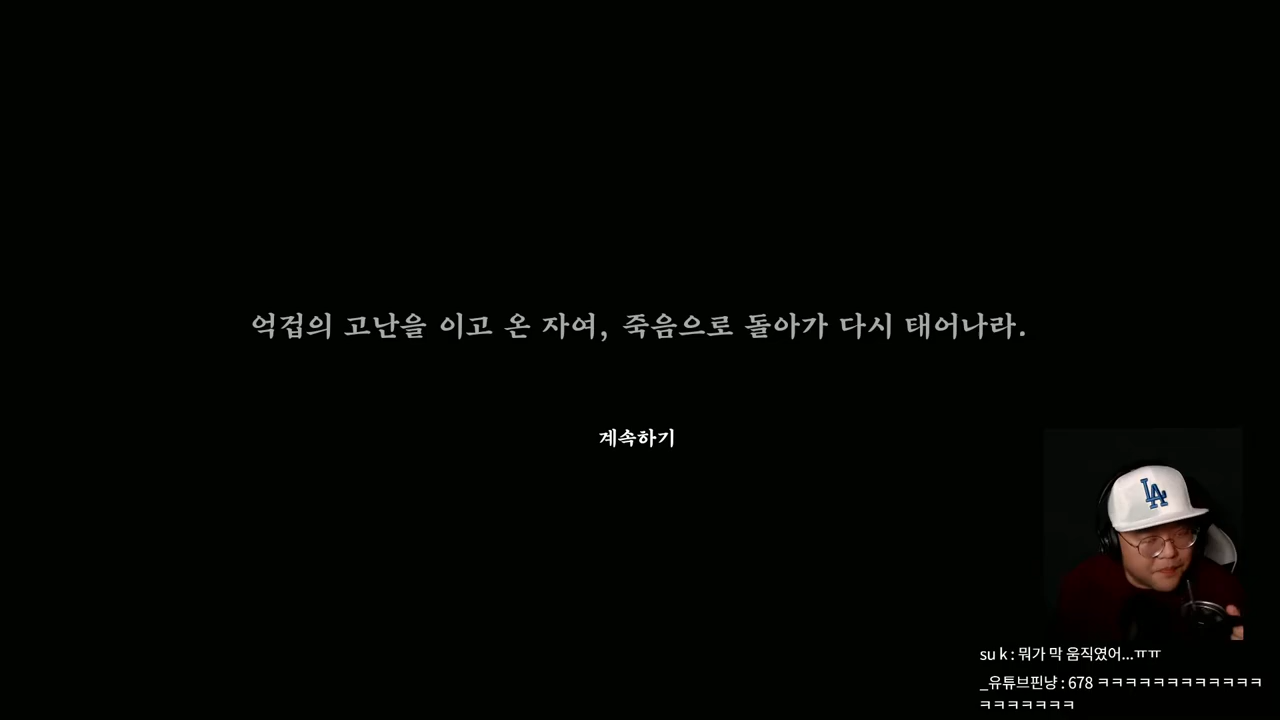 억겁의 고난을 이고 온 자여, 죽음으로 돌아가 다시 태어나라.
계속하기
LA
su k : 뭐가 막 움직였어...ㅠㅠ
_유튜브핀냥 : 678 ㅋㅋㅋㅋㅋㅋㅋㅋㅋㅋㅋㅋ
ㅋㅋㅋㅋㅋㅋㅋ